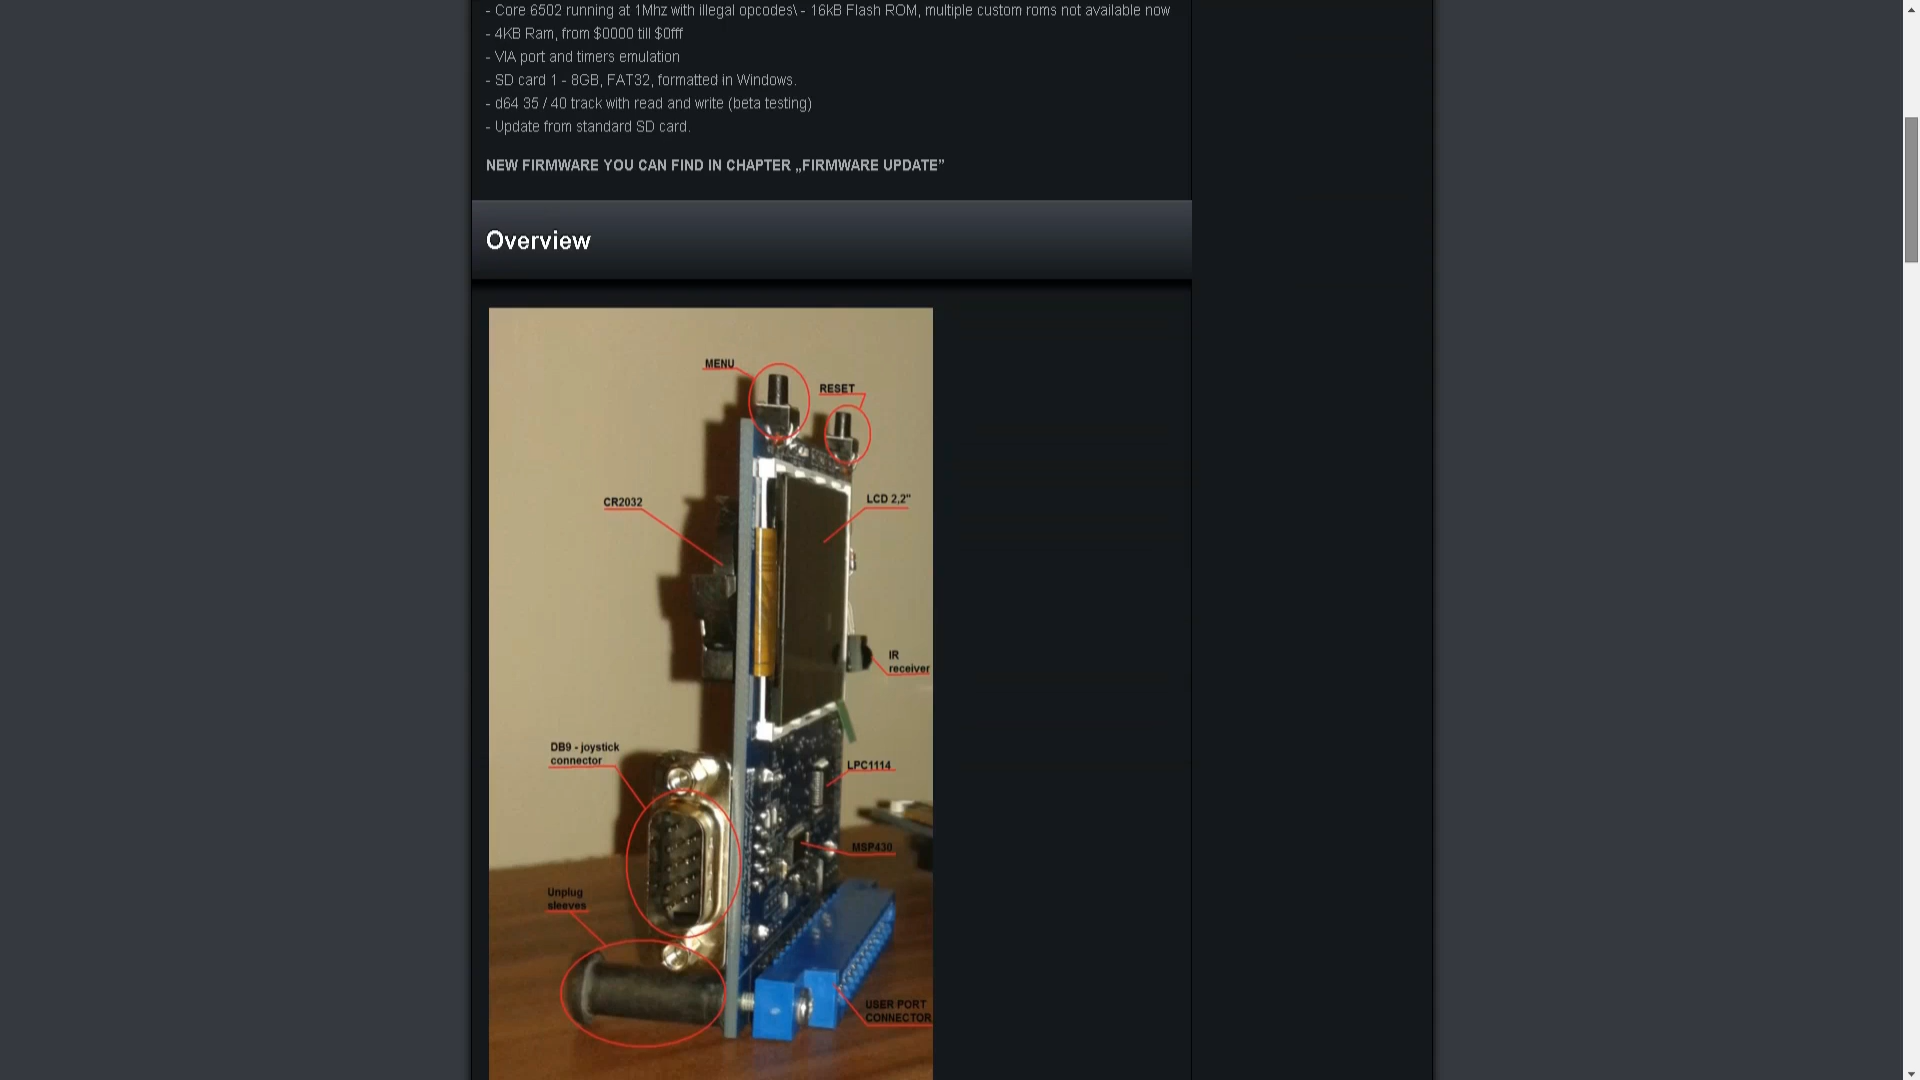 - Core 6502 running at 1Mhz with illegal opcodes\ - 16kB Flash ROM, multiple custom roms not available now
- 4KB Ram, from $0000 till $0fff
- VIA port and timers emulation
- SD card 1 - 8GB, FAT32, formatted in Windows.
- d64 35 / 40 track with read and write (beta testing)
- Update from standard SD card.
NEW FIRMWARE YOU CAN FIND IN CHAPTER „FIRMWARE UPDATE”
Overview
MENU
RESET
CR2032
LCD 2,2"
IR
receiver
DB9 - joystick
connector
LPC1114
MSP430
Unplug
sleeves
USER PORT
CONNECTOR